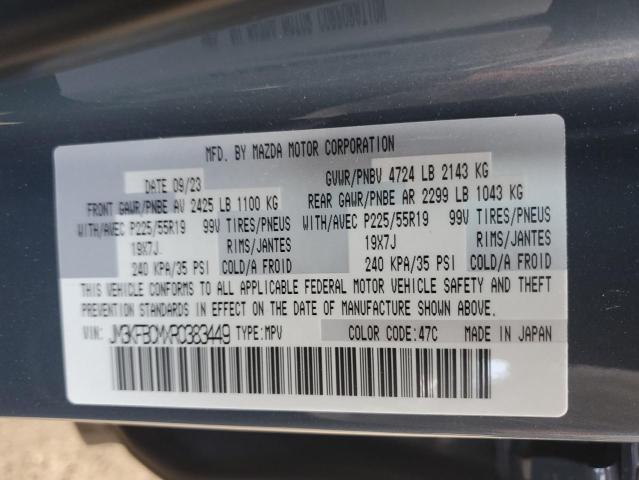 MFD. BY MAZDA MOTOR CORPORATION
DATE 09/23 GVWR/PNBV 4724 LB 2143 KG
FRONT GAWR/PNBE AV 2425 LB 1100 KG REAR GAWR/PNBE AR 2299 LB 1043 KG
WITH/AVEC P225/55R19 99V TIRES/PNEUS WITH/AVEC P225/55R19 99V TIRES/PNEUS
19X7J RIMS/JANTES 19X7J RIMS/JANTES
240 KPA/35 PSI COLD/A FROID 240 KPA/35 PSI COLD/A FROID
THIS VEHICLE CONFORMS TO ALL APPLICABLE FEDERAL MOTOR VEHICLE SAFETY AND THEFT
PREVENTION STANDARDS IN EFFECT ON THE DATE OF MANUFACTURE SHOWN ABOVE.
VIN: TYPE:MPV COLOR CODE:47C MADE IN JAPAN